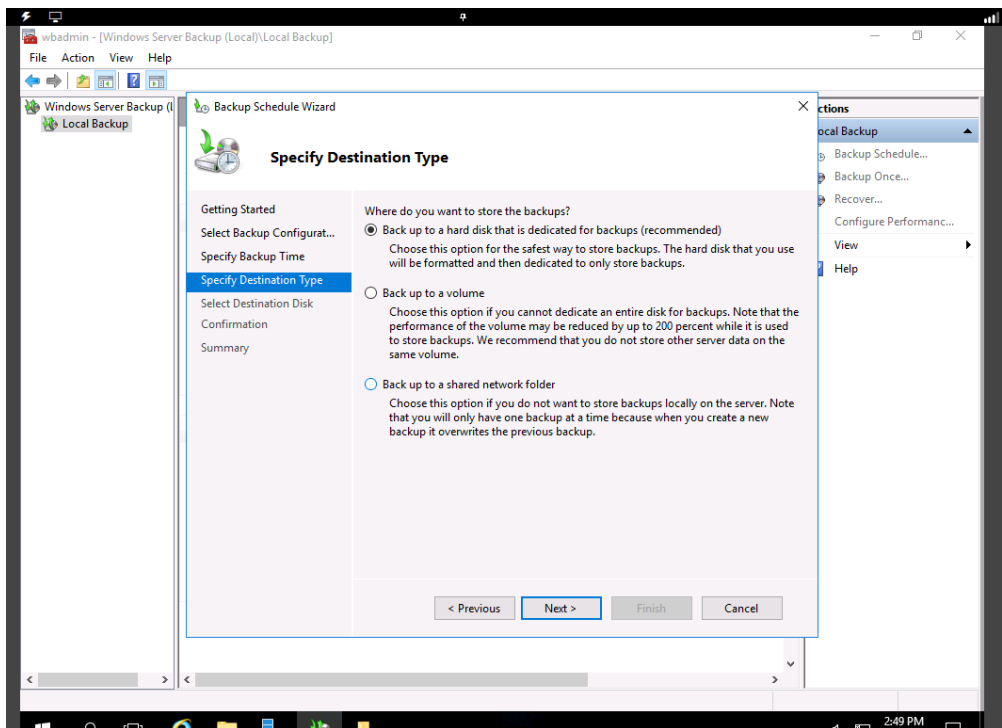 wbadmin - [Windows Server Backup (Local)\Local Backup]
File Action View Help
Windows Server Backup (L
Local Backup
Backup Schedule Wizard
Specify Destination Type
Getting Started
Select Backup Configurat...
Specify Backup Time
Specify Destination Type
Select Destination Disk
Confirmation
Summary
Where do you want to store the backups?
Back up to a hard disk that is dedicated for backups (recommended)
Choose this option for the safest way to store backups. The hard disk that you use
will be formatted and then dedicated to only store backups.
Back up to a volume
Choose this option if you cannot dedicate an entire disk for backups. Note that the
performance of the volume may be reduced by up to 200 percent while it is used
to store backups. We recommend that you do not store other server data on the
same volume.
Back up to a shared network folder
Choose this option if you do not want to store backups locally on the server. Note
that you will only have one backup at a time because when you create a new
backup it overwrites the previous backup.
< Previous
Next >
Finish
Cancel
ctions
ocal Backup
Backup Schedule...
Backup Once...
Recover...
Configure Performanc...
View
Help
2:49 PM